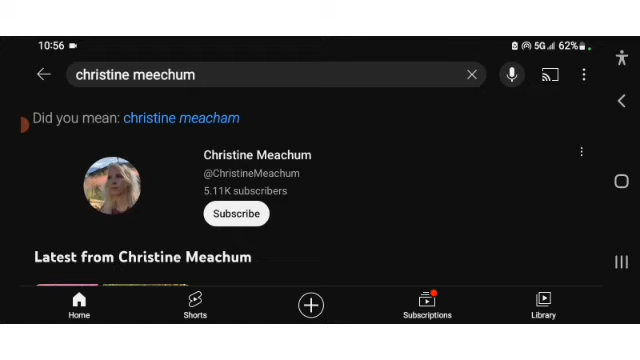 10:56 5G 62%
christine meechum
Did you mean: christine meacham
Christine Meachum
@ChristineMeachum
5.11K subscribers
Subscribe
Latest from Christine Meachum
Home Shorts Subscriptions Library